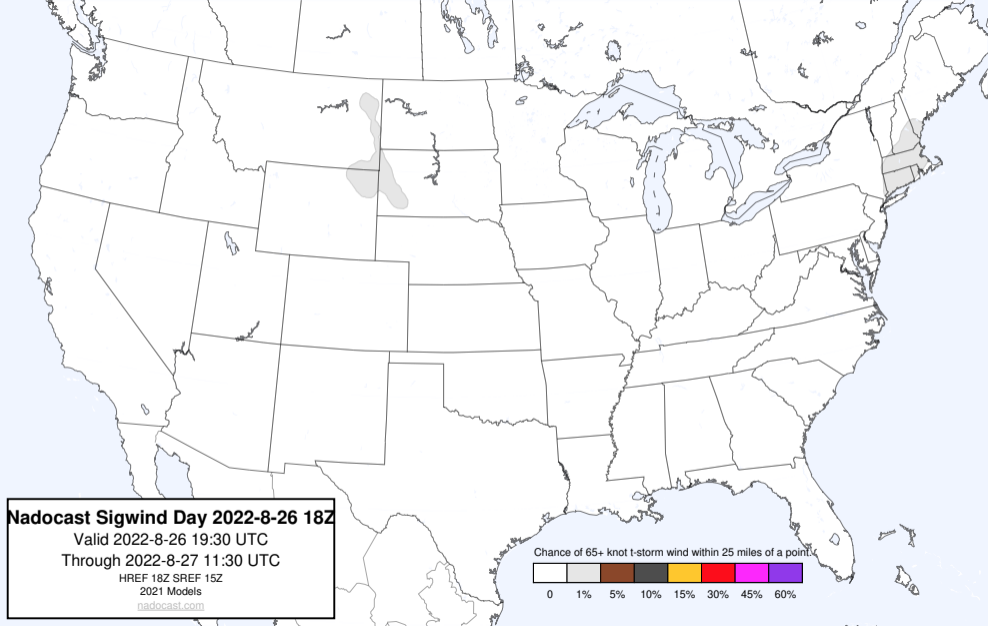 Nadocast Sigwind Day 2022-8-26 18Z
Valid 2022-8-26 19:30 UTC
Through 2022-8-27 11:30 UTC
HREF 18Z SREF 15Z
2021 Models
nadocast.com
Chance of 65+ knot t-storm wind within 25 miles of a point.
0 1% 5% 10% 15% 30% 45% 60%